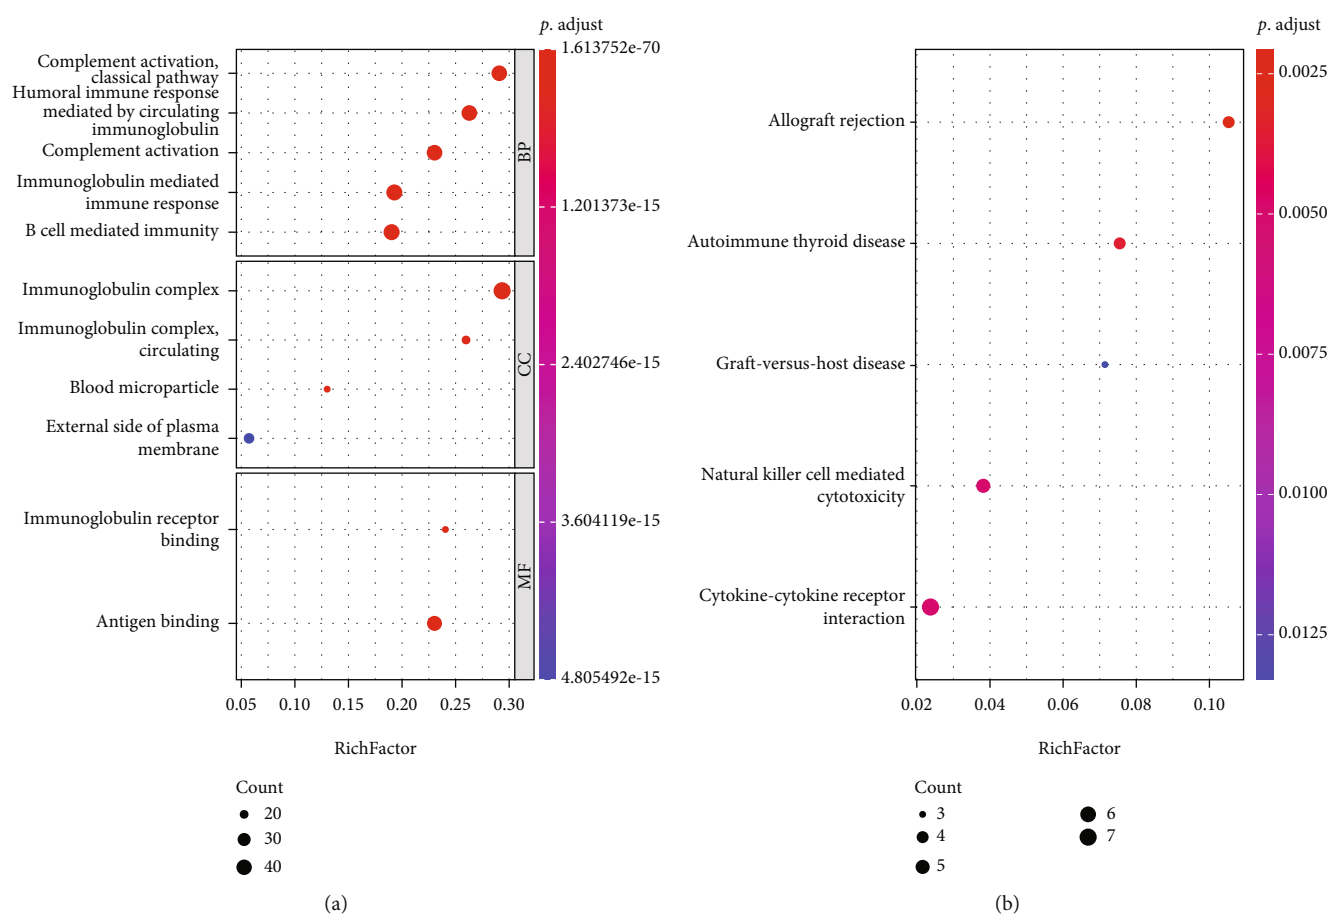 p. adjust
1.613752e-70
1.201373e-15
2.402746e-15
3.604119e-15
4.805492e-15
Complement activation,
classical pathway
Humoral immune response
mediated by circulating
immunoglobulin
Complement activation
Immunoglobulin mediated
immune response
B cell mediated immunity
BP
Immunoglobulin complex
Immunoglobulin complex,
circulating
Blood microparticle
External side of plasma
membrane
CC
Immunoglobulin receptor
binding
Antigen binding
MF
0.05 0.10 0.15 0.20 0.25 0.30
RichFactor
Count
20
30
40
(a)
p. adjust
0.0025
0.0050
0.0075
0.0100
0.0125
Allograft rejection
Autoimmune thyroid disease
Graft-versus-host disease
Natural killer cell mediated
cytotoxicity
Cytokine-cytokine receptor
interaction
0.02 0.04 0.06 0.08 0.10
RichFactor
Count
3
4
5
6
7
(b)